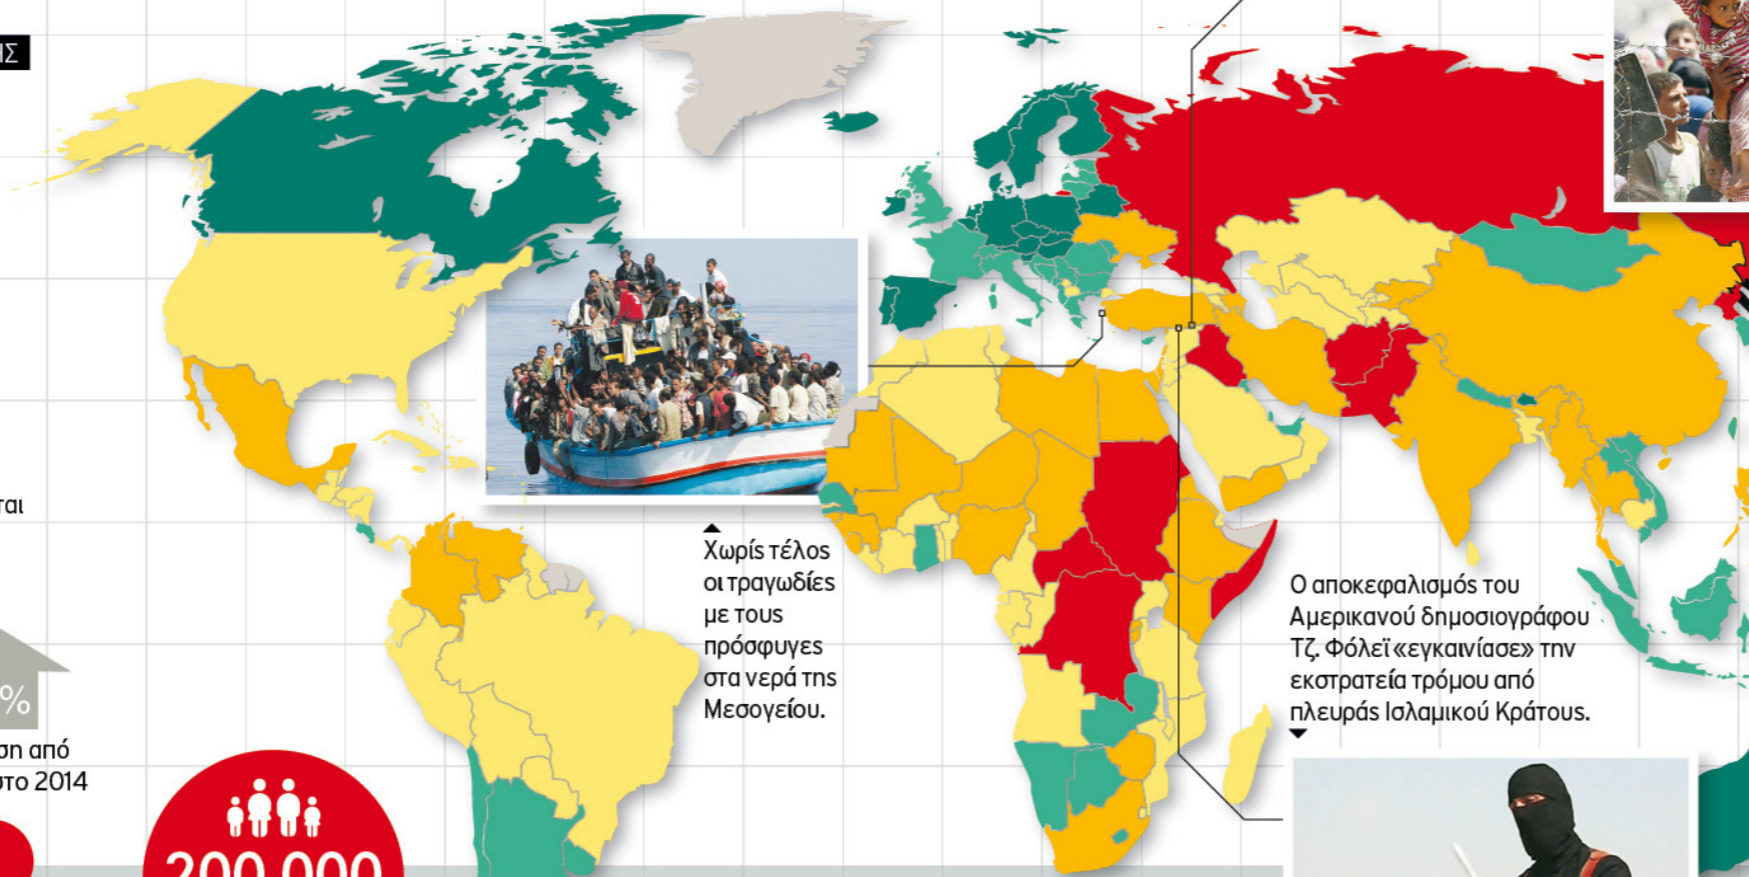 ΗΣ
ται
%
ση από
στο 2014
200.000
Χωρίς τέλος
οι τραγωδίες
με τους
πρόσφυγες
στα νερά της
Μεσογείου.
Ο αποκεφαλισμός του
Αμερικανού δημοσιογράφου
Τζ. Φόλεϊ «εγκαινίασε» την
εκστρατεία τρόμου από
πλευράς Ισλαμικού Κράτους.